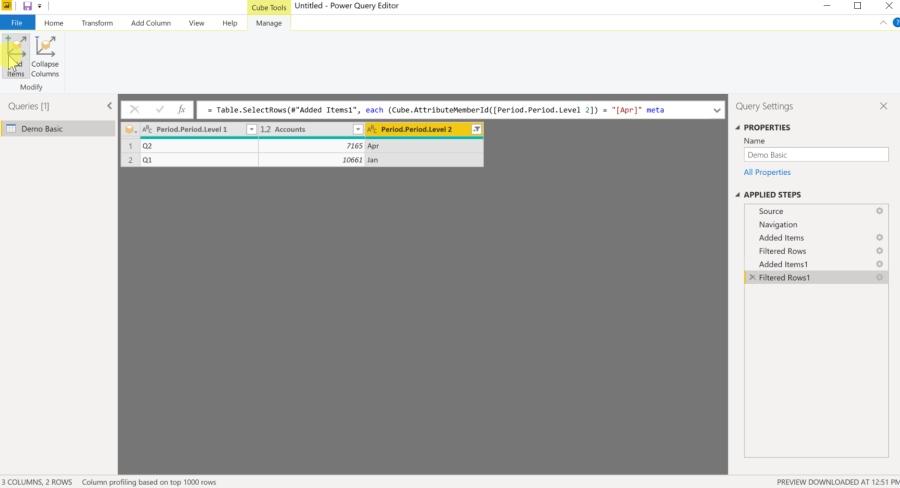 Cube Tools
Untitled - Power Query Editor
File Home Transform Add Column View Help Manage
Collapse
Items Columns
Modify
Queries [1]
Demo Basic
fx = Table.SelectRows(#"Added Items1", each (Cube.AttributeMemberId([Period.Period.Level 2]) = "[Apr]" meta
Period.Period.Level 1 1.2 Accounts Period.Period.Level 2
1 Q2 7165 Apr
2 Q1 10661 Jan
Query Settings
PROPERTIES
Name
Demo Basic
All Properties
APPLIED STEPS
Source
Navigation
Added Items
Filtered Rows
Added Items1
Filtered Rows1
3 COLUMNS, 2 ROWS Column profiling based on top 1000 rows
PREVIEW DOWNLOADED AT 12:51 PM